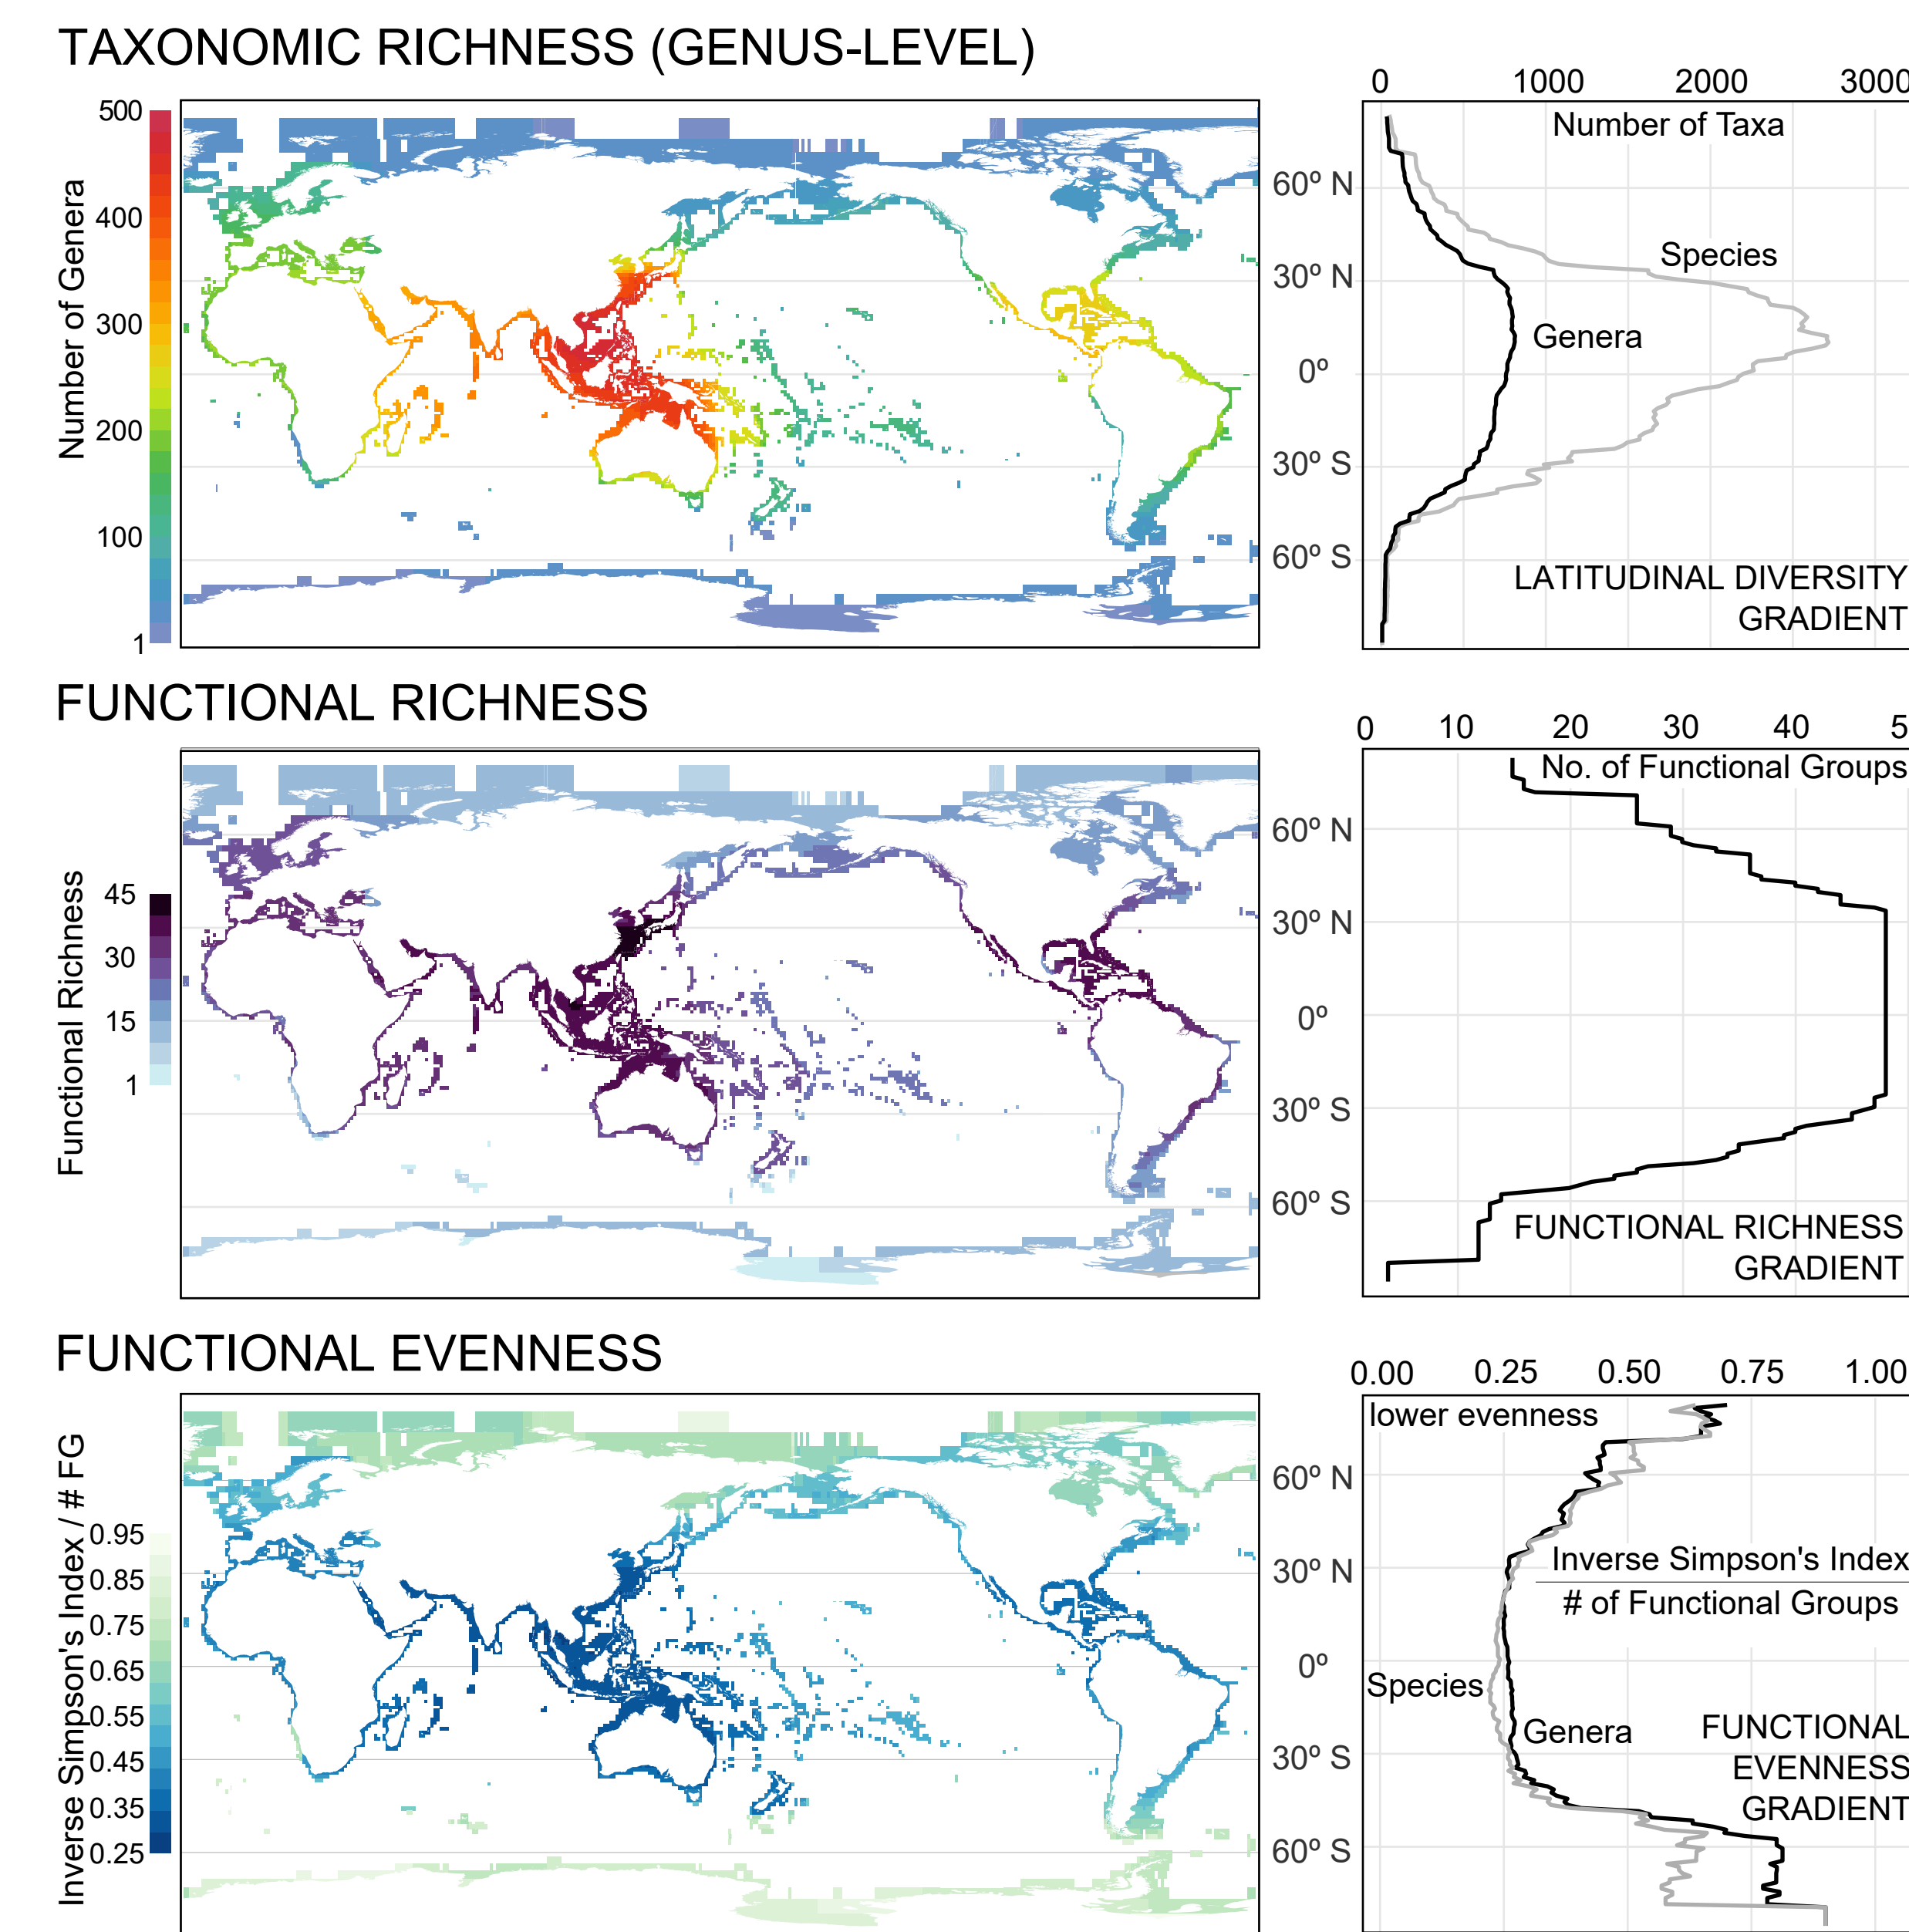 TAXONOMIC RICHNESS (GENUS-LEVEL)
Number of Genera
500
400
300
200
100
1
0 1000 2000 3000
Number of Taxa
60º N
30º N
0º
30º S
60º S
Species
Genera
LATITUDINAL DIVERSITY
GRADIENT
FUNCTIONAL RICHNESS
Functional Richness
45
30
15
1
0 10 20 30 40 5
No. of Functional Groups
60º N
30º N
0º
30º S
60º S
FUNCTIONAL RICHNESS
GRADIENT
FUNCTIONAL EVENNESS
Inverse Simpson's Index / # FG
0.95
0.85
0.75
0.65
0.55
0.45
0.35
0.25
0.00 0.25 0.50 0.75 1.00
lower evenness
60º N
30º N
0º
30º S
60º S
Inverse Simpson's Index
# of Functional Groups
Species
Genera
FUNCTIONAL
EVENNESS
GRADIENT